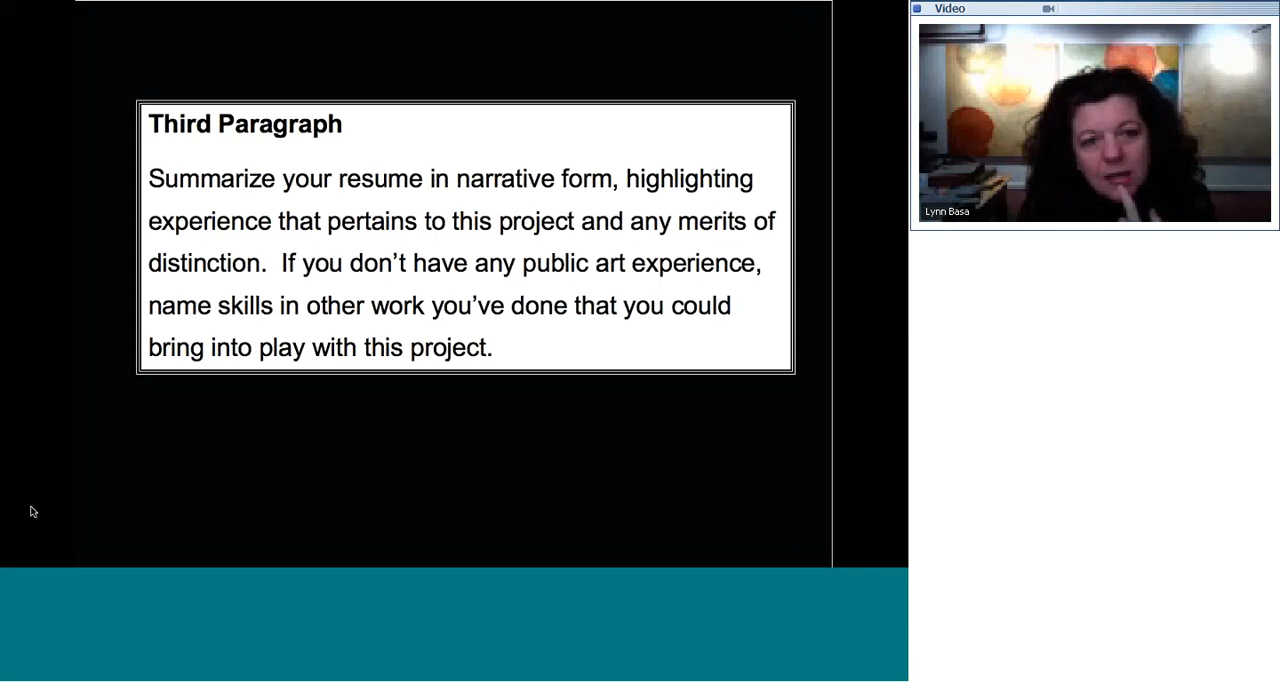 Third Paragraph
Summarize your resume in narrative form, highlighting
experience that pertains to this project and any merits of
distinction.  If you don’t have any public art experience,
name skills in other work you’ve done that you could
bring into play with this project.
Video
Lynn Basa